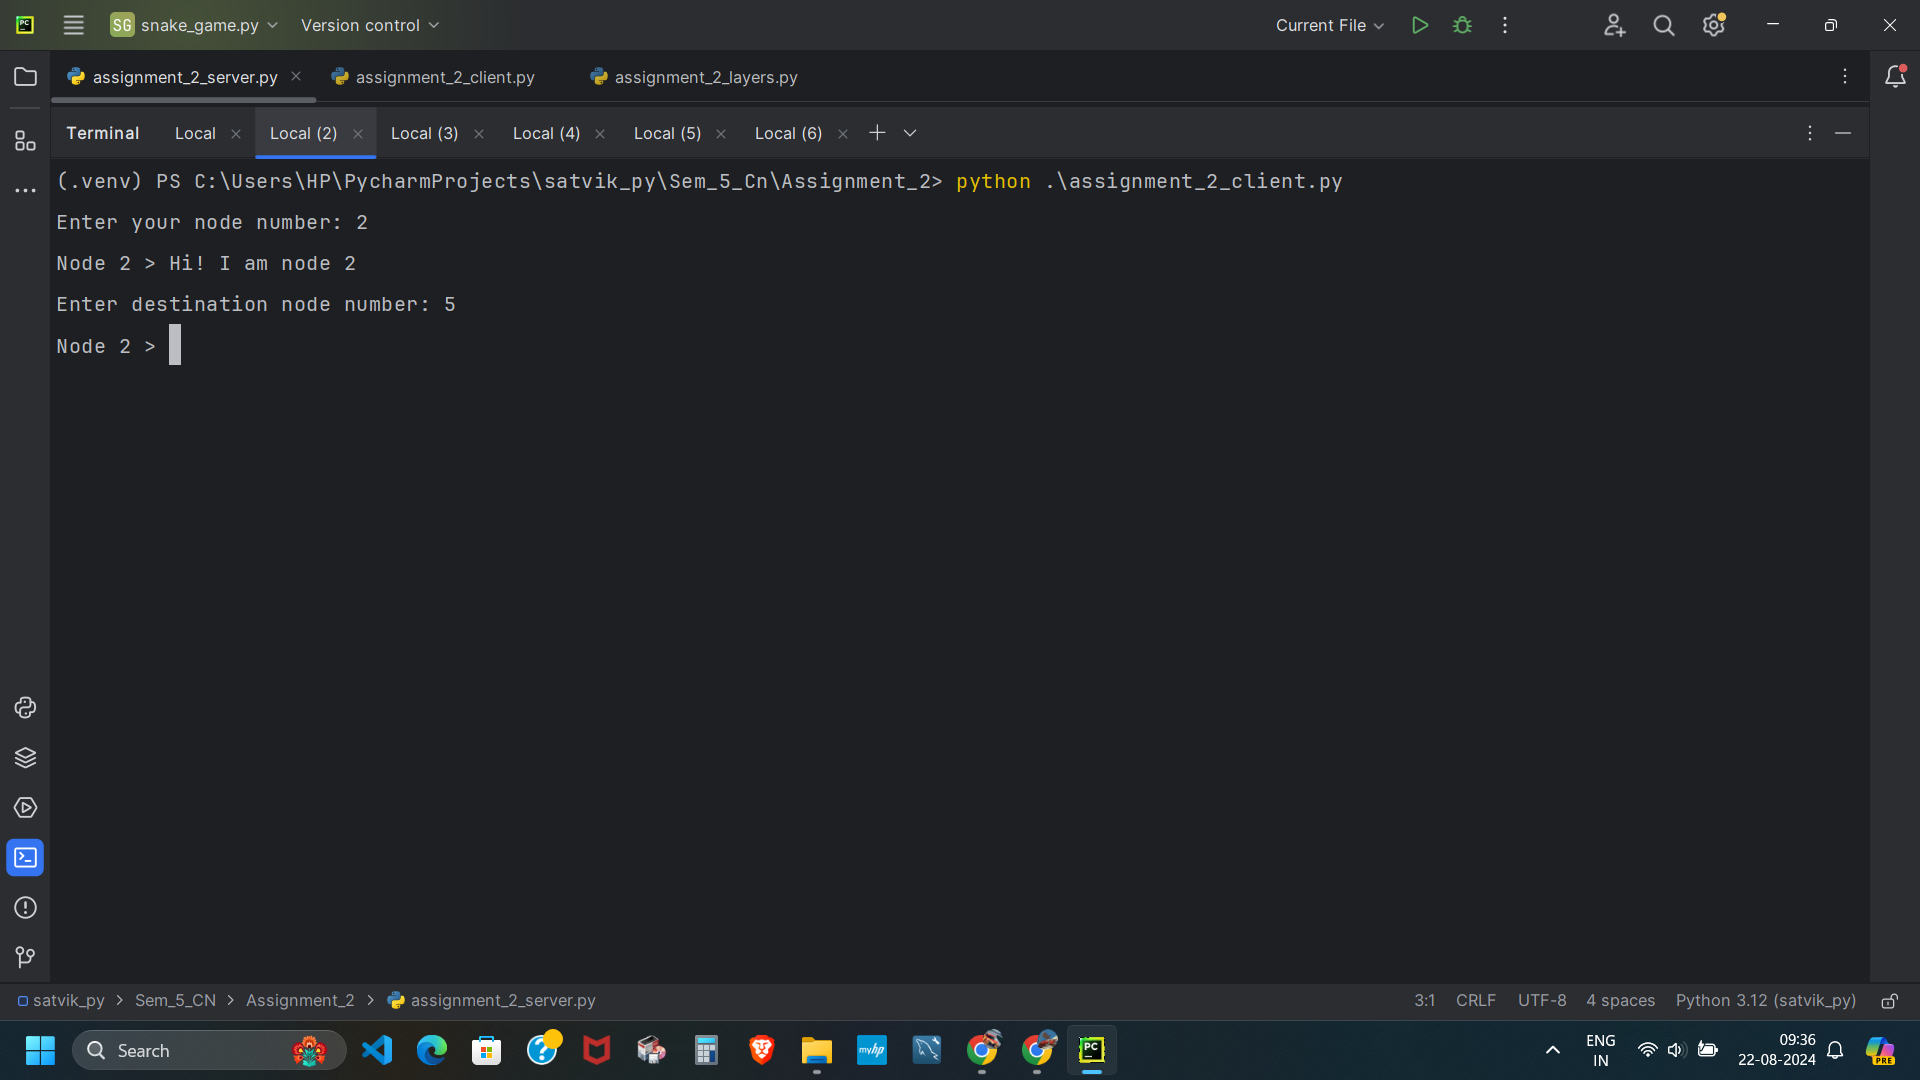 SG snake_game.py Version control Current File
assignment_2_server.py assignment_2_client.py assignment_2_layers.py
Terminal Local Local (2) Local (3) Local (4) Local (5) Local (6)
(.venv) PS C:\Users\HP\PycharmProjects\satvik_py\Sem_5_Cn\Assignment_2> python .\assignment_2_client.py
Enter your node number: 2
Node 2 > Hi! I am node 2
Enter destination node number: 5
Node 2 >
satvik_py > Sem_5_CN > Assignment_2 > assignment_2_server.py 3:1 CRLF UTF-8 4 spaces Python 3.12 (satvik_py)
Search myhp PC ENG 09:36
IN 22-08-2024 PRE